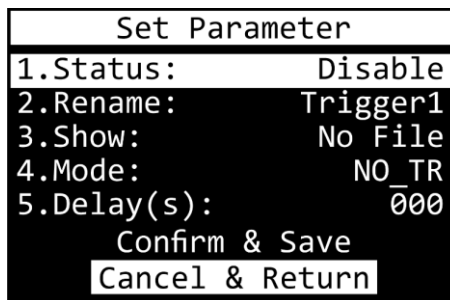 Set Parameter
1.Status: Disable
2.Rename: Trigger1
3.Show: No File
4.Mode: NO_TR
5.Delay(s): 000
Confirm & Save
Cancel & Return